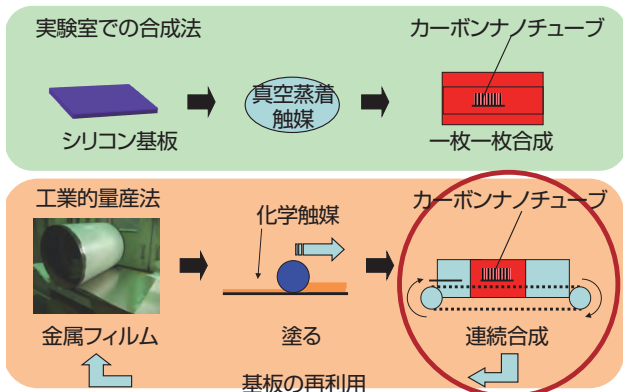 実験室での合成法
カーボンナノチューブ
真空蒸着
触媒
シリコン基板
一枚一枚合成
工業的量産法
カーボンナノチューブ
化学触媒
金属フィルム
塗る
連続合成
基板の再利用